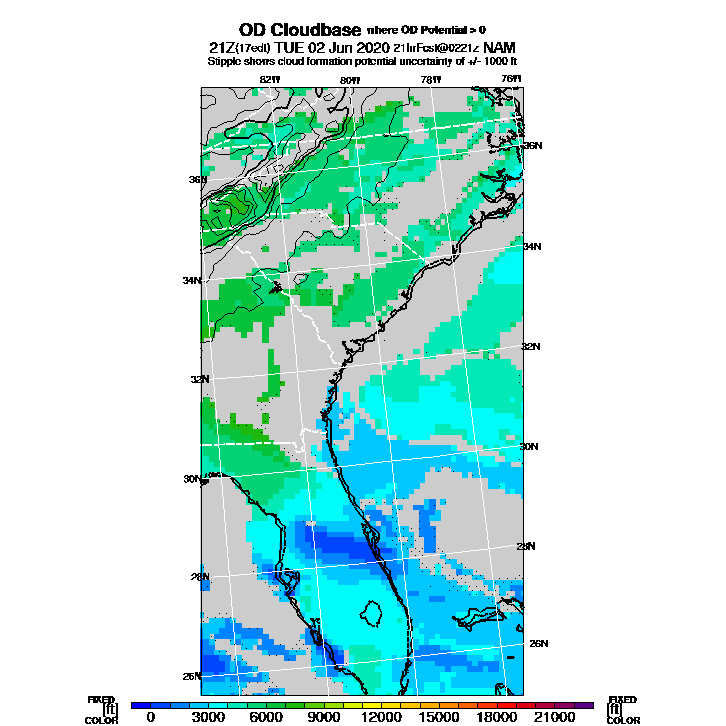 OD Cloudbase where OD Potential > 0
21Z(17edt) TUE 02 Jun 2020 21hrFcst@0221z NAM
Stipple shows cloud formation potential uncertainty of +/- 1000 ft
82W 80W 78W 76W
36N
36N
34N
34N
32N
32N
30N
30N
28N
28N
26N
26N
FIXED FIXED
[ft] 0 3000 6000 9000 12000 15000 18000 21000 [ft]
COLOR COLOR